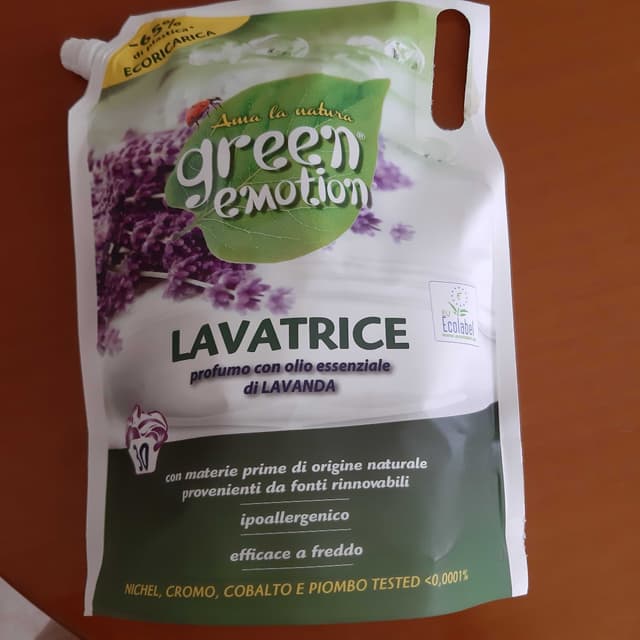 -65%
di plastica*
ECORICARICA
Ama la natura
green®
emotion
LAVATRICE
profumo con olio essenziale
di LAVANDA
EU
Ecolabel
30
con materie prime di origine naturale
provenienti da fonti rinnovabili
ipoallergenico
efficace a freddo
NICHEL, CROMO, COBALTO E PIOMBO TESTED <0,0001%